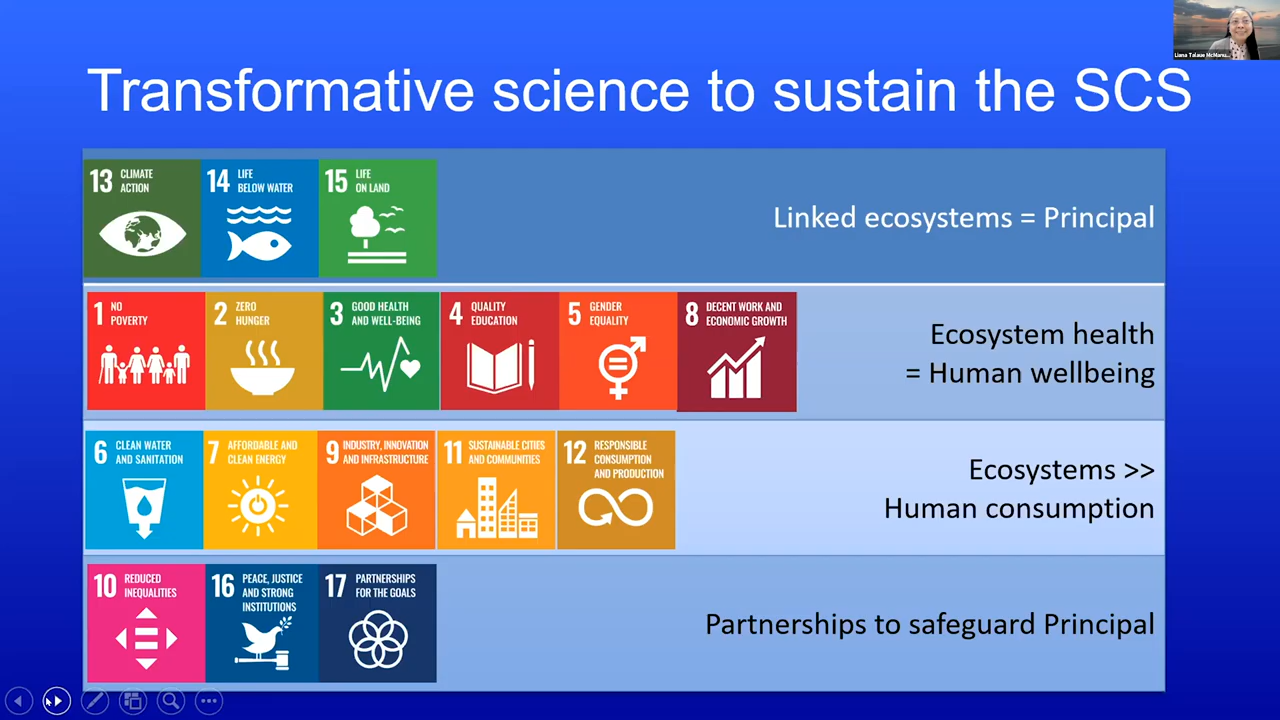 Liana Talaue McManu...
Transformative science to sustain the SCS
13 CLIMATE
ACTION
14 LIFE
BELOW WATER
15 LIFE
ON LAND
Linked ecosystems = Principal
1 NO
POVERTY
2 ZERO
HUNGER
3 GOOD HEALTH
AND WELL-BEING
4 QUALITY
EDUCATION
5 GENDER
EQUALITY
8 DECENT WORK AND
ECONOMIC GROWTH
Ecosystem health
= Human wellbeing
6 CLEAN WATER
AND SANITATION
7 AFFORDABLE AND
CLEAN ENERGY
9 INDUSTRY, INNOVATION
AND INFRASTRUCTURE
11 SUSTAINABLE CITIES
AND COMMUNITIES
12 RESPONSIBLE
CONSUMPTION
AND PRODUCTION
Ecosystems >>
Human consumption
10 REDUCED
INEQUALITIES
16 PEACE, JUSTICE
AND STRONG
INSTITUTIONS
17 PARTNERSHIPS
FOR THE GOALS
Partnerships to safeguard Principal